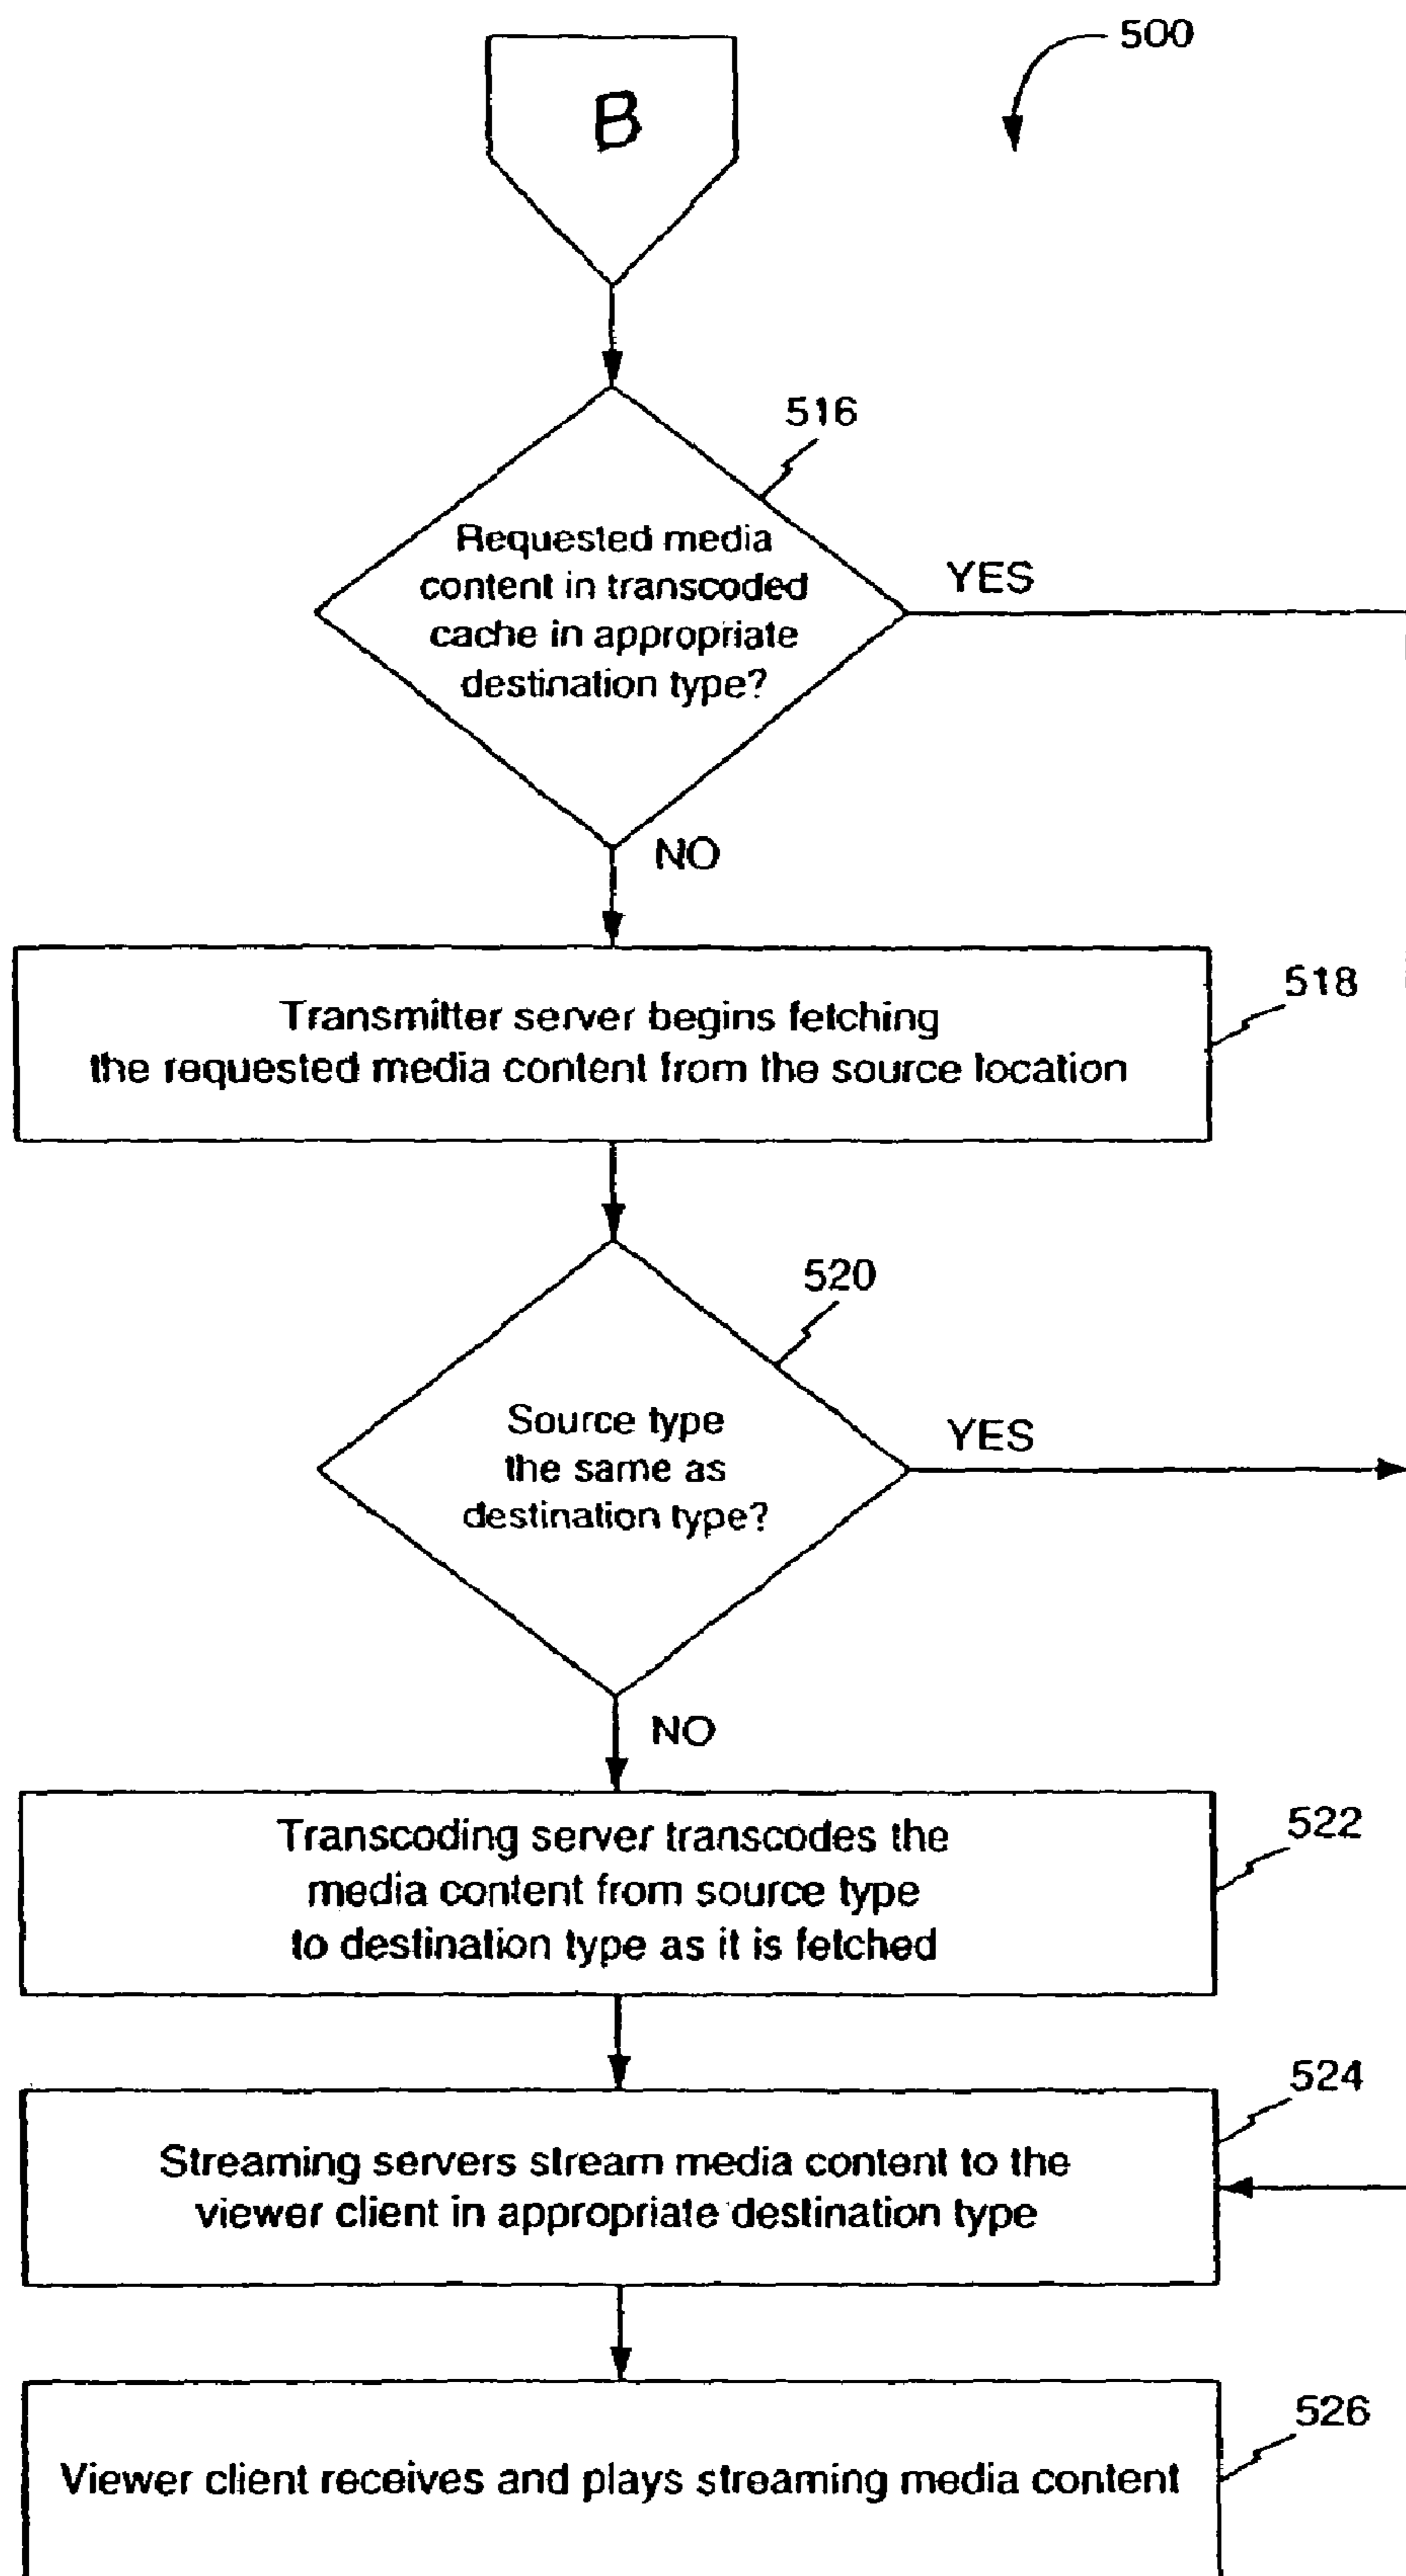 500
B
516
Requested media
content in transcoded
cache in appropriate
destination type?
YES
NO
518
Transmitter server begins fetching
the requested media content from the source location
520
Source type
the same as
destination type?
YES
NO
522
Transcoding server transcodes the
media content from source type
to destination type as it is fetched
524
Streaming servers stream media content to the
viewer client in appropriate destination type
526
Viewer client receives and plays streaming media content